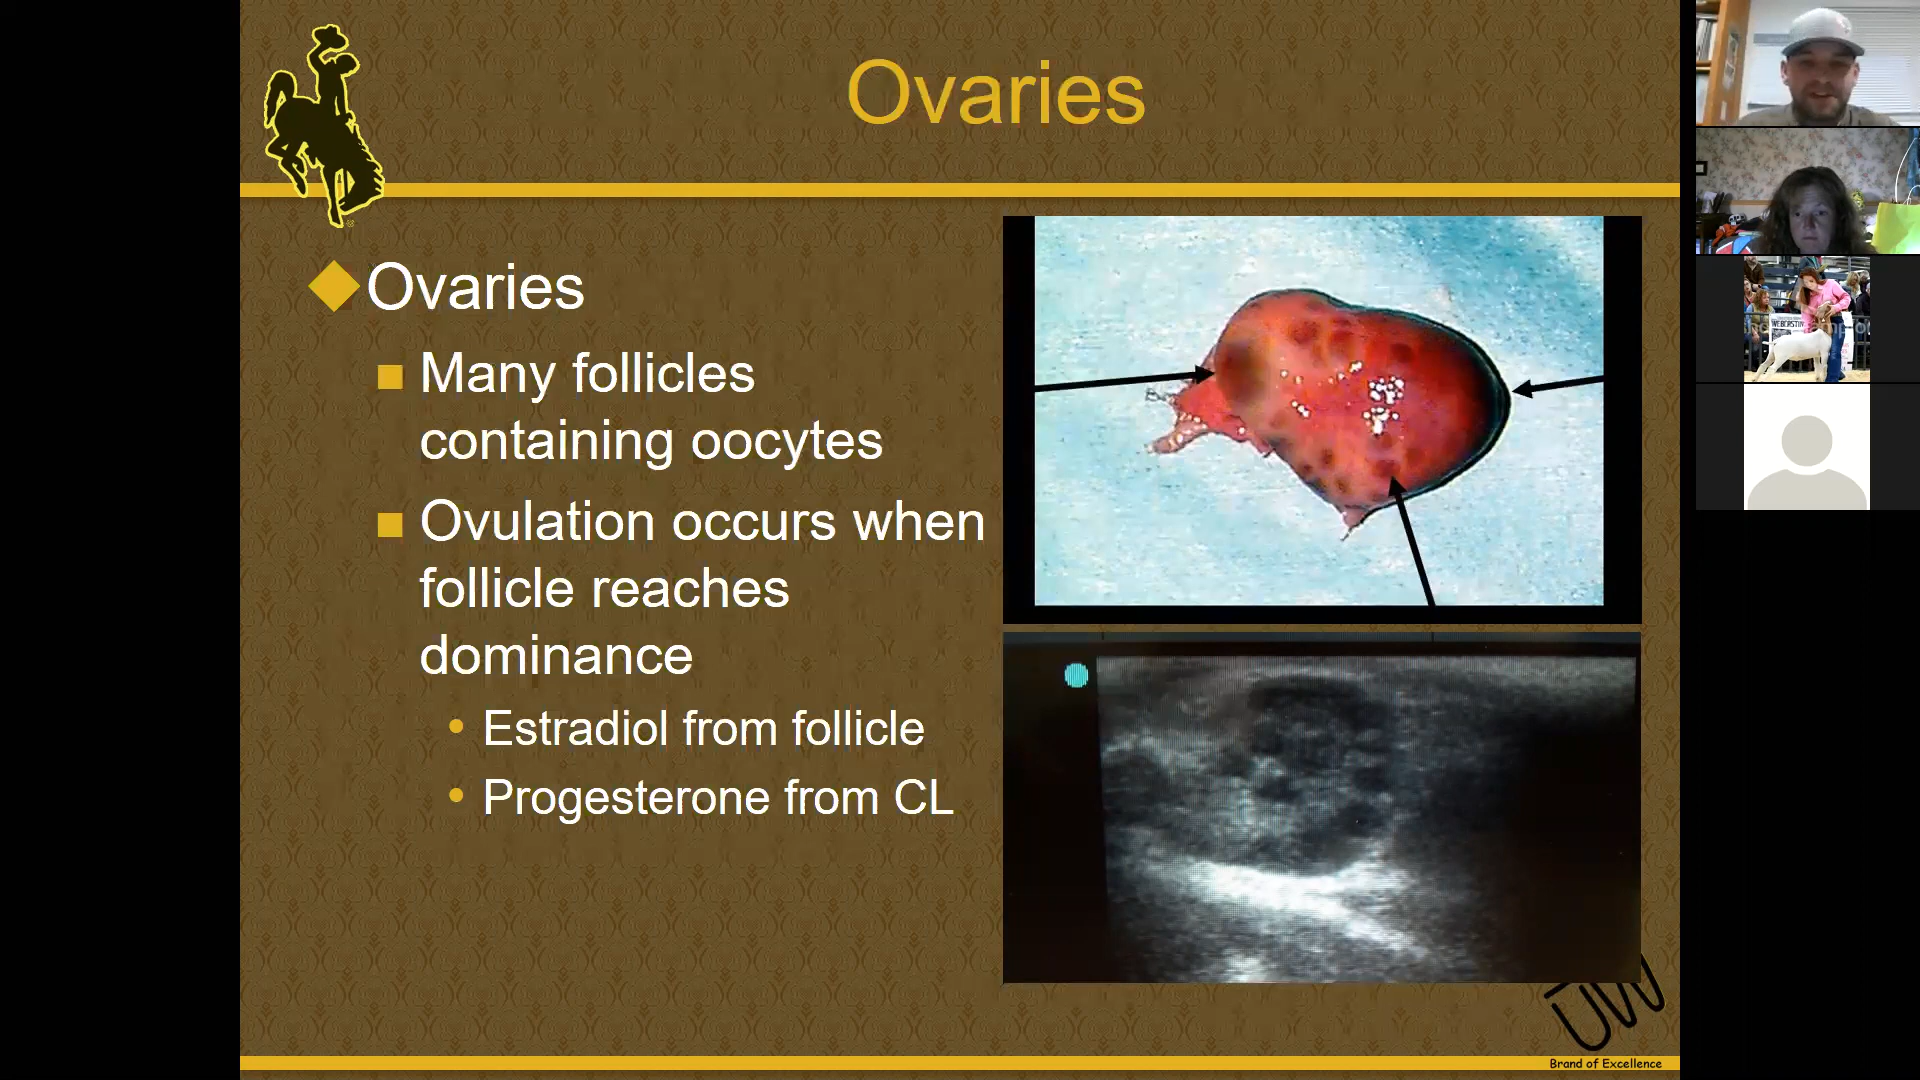 Ovaries
Ovaries
Many follicles
containing oocytes
Ovulation occurs when
follicle reaches
dominance
Estradiol from follicle
Progesterone from CL
UW
Brand of Excellence